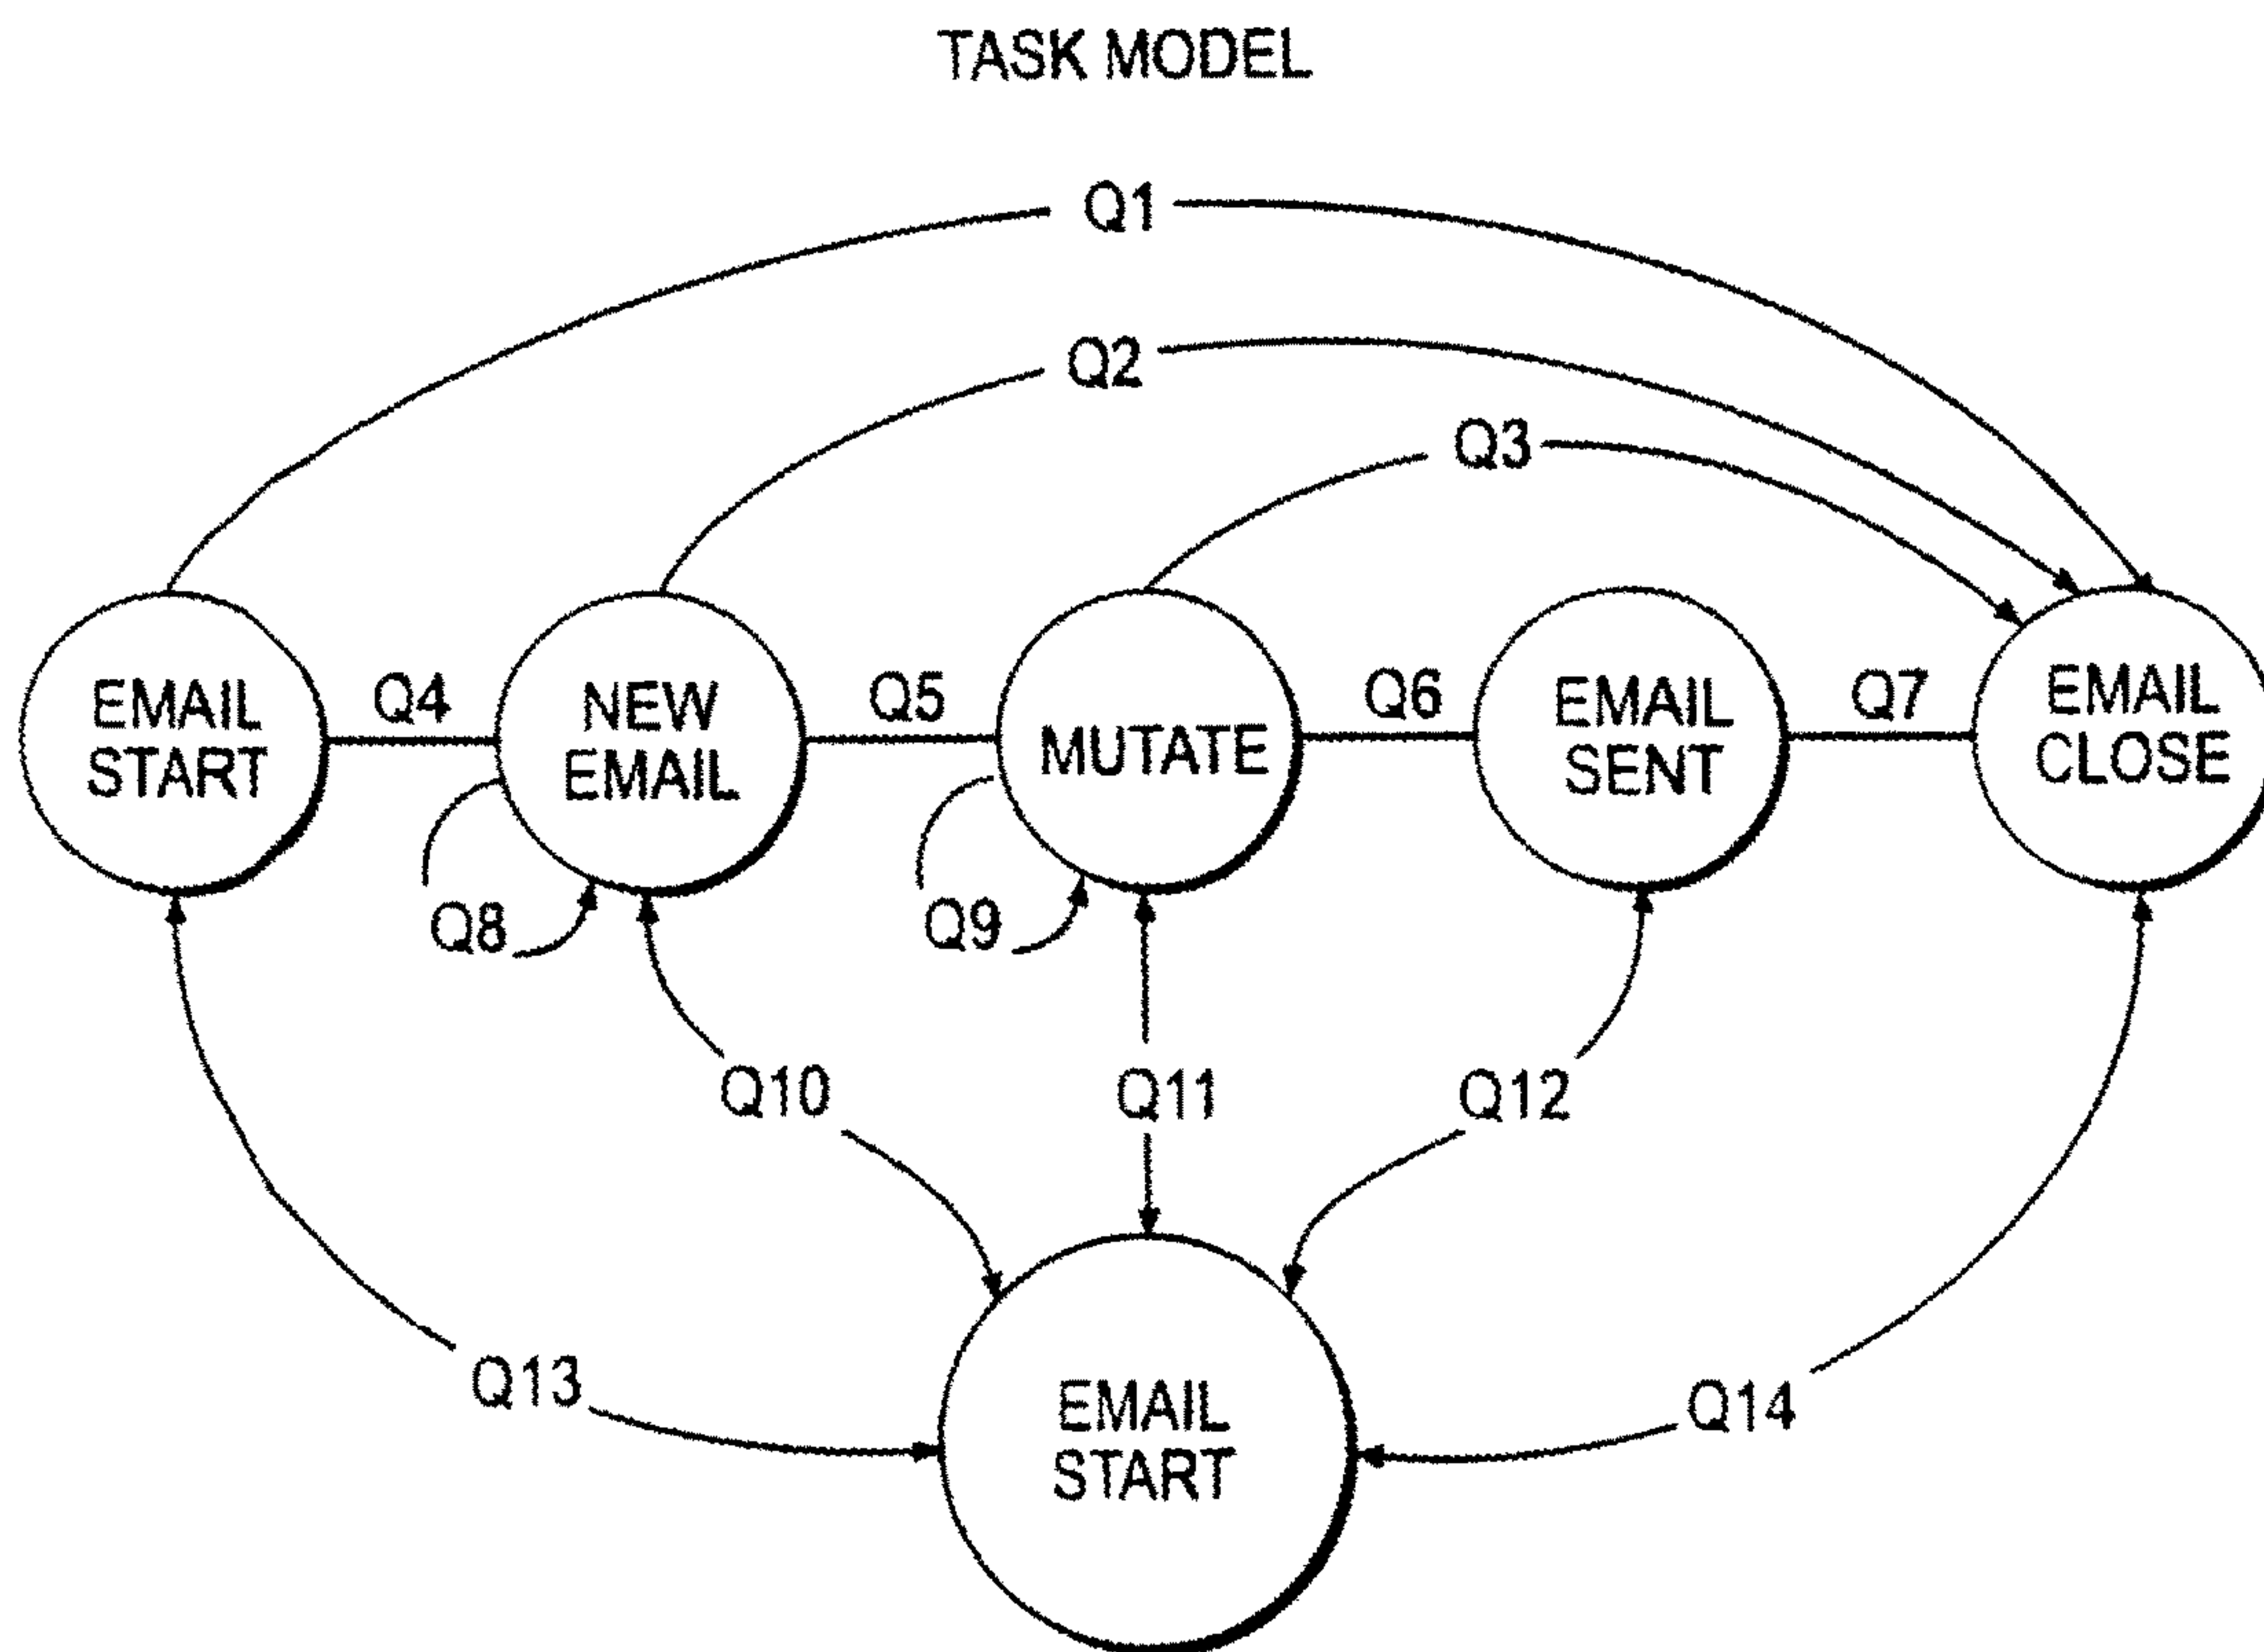 TASK MODEL
Q1
Q2
Q3
EMAIL
START
Q4
NEW
EMAIL
Q5
MUTATE
Q6
EMAIL
SENT
Q7
EMAIL
CLOSE
Q8
Q9
Q10
Q11
Q12
Q13
EMAIL
START
Q14